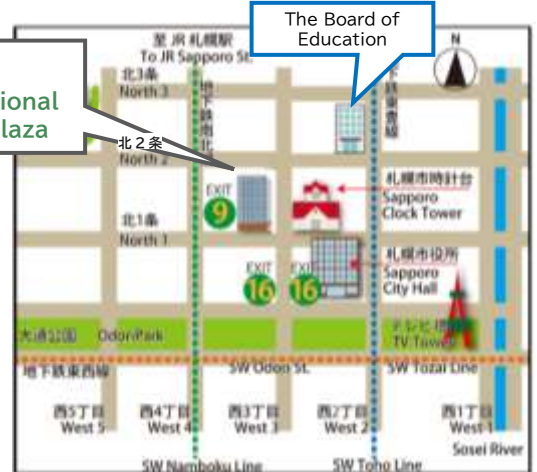 The Board of
Education
ional
laza
至 JR 札幌駅
To JR Sapporo St.
N
北3条
North 3
北2条
North 2
EXIT
9
札幌市時計台
Sapporo
Clock Tower
北1条
North 1
札幌市役所
Sapporo
City Hall
EXIT
16
EXIT
16
大通公園 OdoriPark
TV Tower
地下鉄東西線
SW Odori St.
SW Tozai Line
西5丁目
West 5
西4丁目
West 4
西3丁目
West 3
西2丁目
West 2
西1丁目
West 1
Sosei River
SW Namboku Line
SW Toho Line